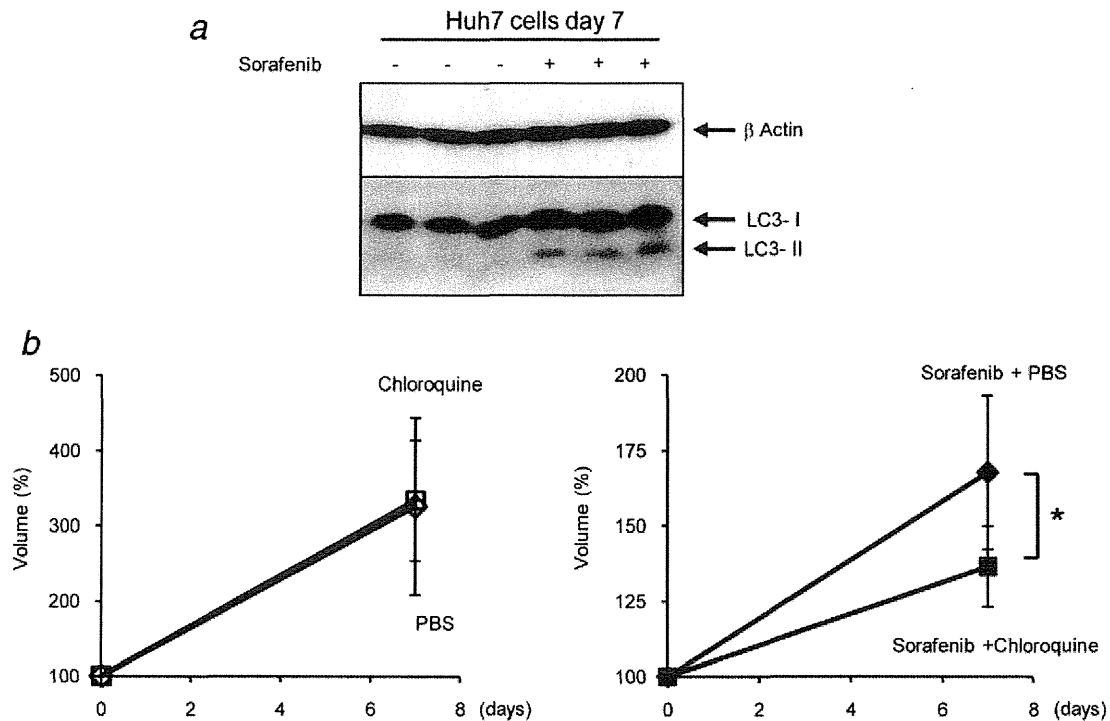 a
Huh7 cells day 7
Sorafenib - - - + + +
β Actin
LC3- I
LC3- II
b
500
400
300
200
100
Volume (%)
Chloroquine
PBS
0 2 4 6 8 (days)
200
175
150
125
100
Volume (%)
Sorafenib + PBS
*
Sorafenib +Chloroquine
0 2 4 6 8 (days)